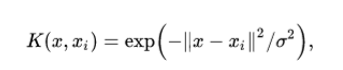 K(x, x_i) = exp(−‖x − x_i‖²/σ²),